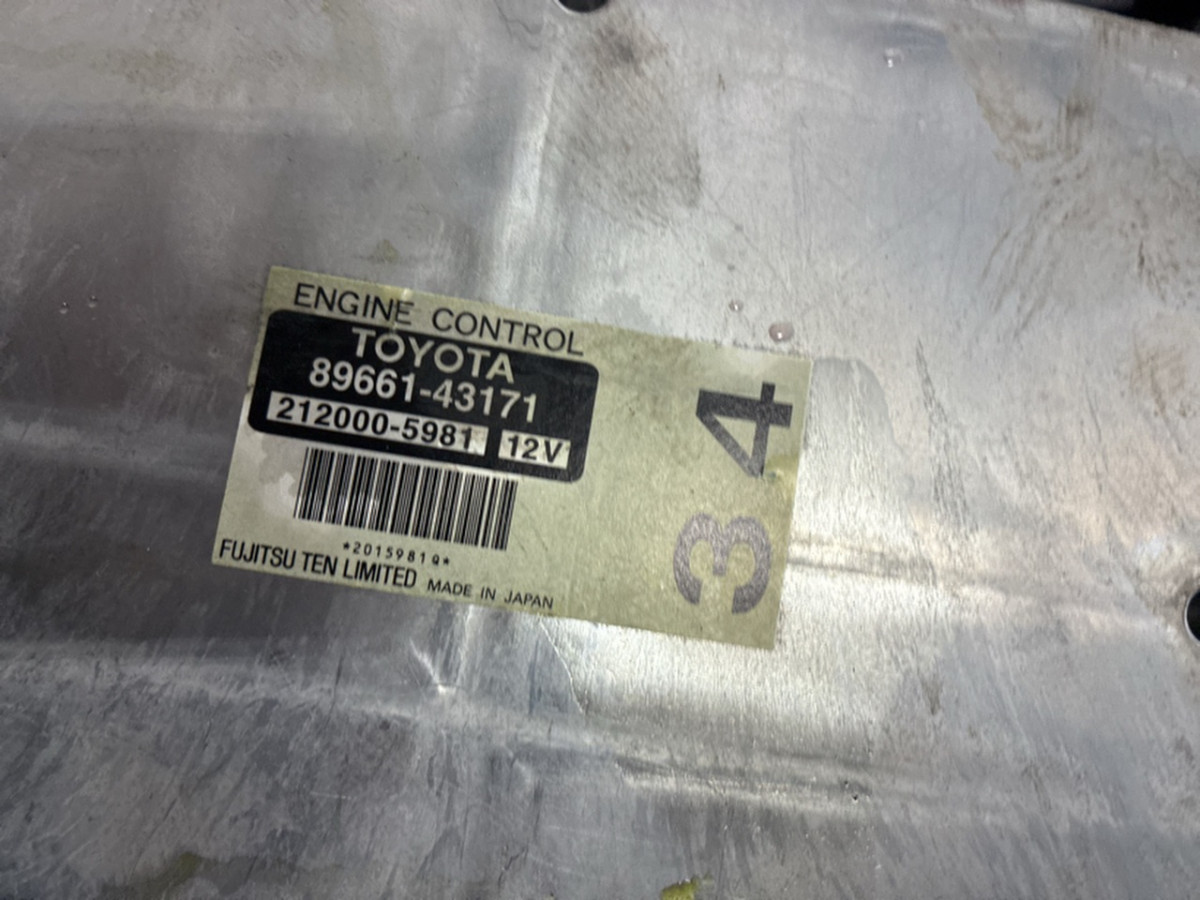 ENGINE CONTROL
TOYOTA
89661-43171
212000-5981 12V
*2015981Q*
FUJITSU TEN LIMITED MADE IN JAPAN
34